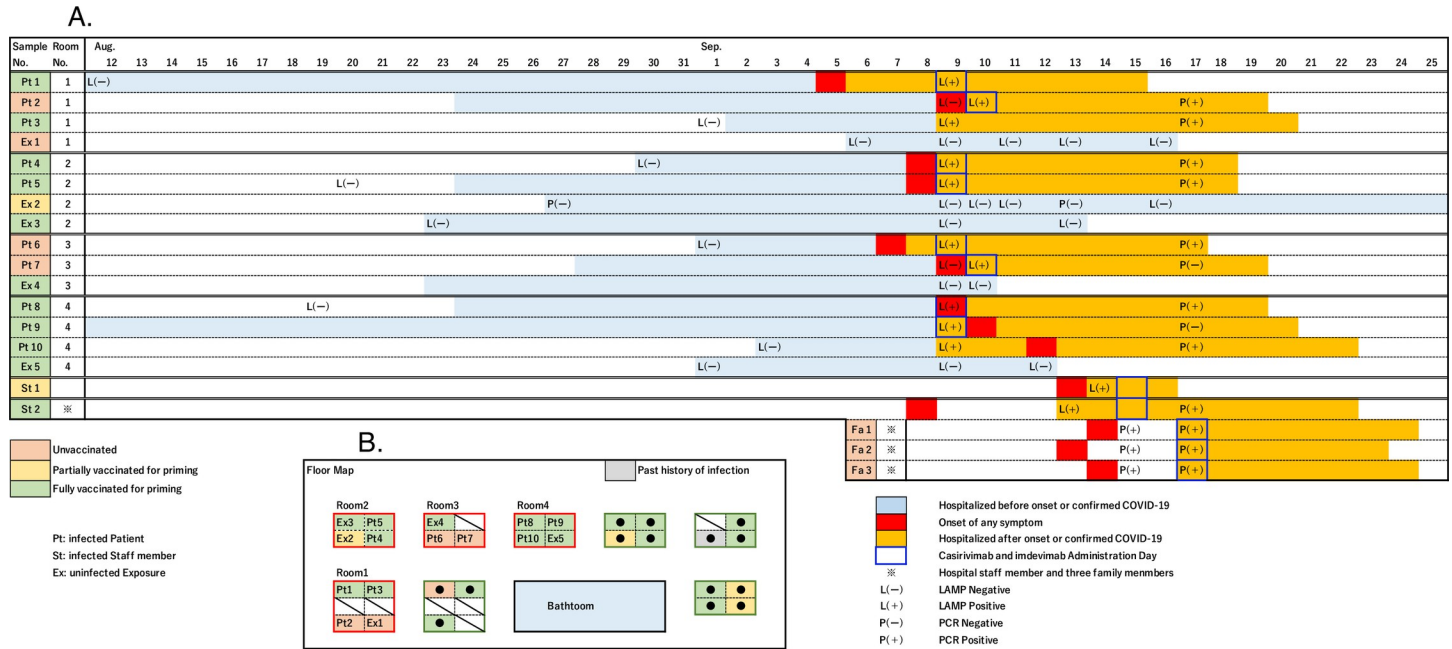 A.
Sample Room Aug. Sep.
No. No. 12 13 14 15 16 17 18 19 20 21 22 23 24 25 26 27 28 29 30 31 1 2 3 4 5 6 7 8 9 10 11 12 13 14 15 16 17 18 19 20 21 22 23 24 25
Pt 1 1 L(−) L(+)
Pt 2 1 L(−) L(+) P(+)
Pt 3 1 L(−) L(+) P(+)
Ex 1 1 L(−) L(−) L(−) L(−) L(−)
Pt 4 2 L(−) L(+) P(+)
Pt 5 2 L(−) L(+) P(+)
Ex 2 2 P(−) L(−) L(−) L(−) P(−) L(−)
Ex 3 2 L(−) L(−) L(−)
Pt 6 3 L(−) L(+) P(+)
Pt 7 3 L(−) L(+) P(−)
Ex 4 3 L(−) L(−)
Pt 8 4 L(−) L(+) P(+)
Pt 9 4 L(+) P(−)
Pt 10 4 L(−) L(+) P(+)
Ex 5 4 L(−) L(−) L(−)
St 1 L(+)
St 2 ※ L(+) P(+)
Fa 1 ※ P(+) P(+)
Fa 2 ※ P(+) P(+)
Fa 3 ※ P(+) P(+)
Unvaccinated
Partially vaccinated for priming
Fully vaccinated for priming
Pt: infected Patient
St: infected Staff member
Ex: uninfected Exposure
B.
Floor Map Past history of infection
Room2 Room3 Room4
Ex3 Pt5 Ex4 Pt8 Pt9
Ex2 Pt4 Pt6 Pt7 Pt10 Ex5
Room1
Pt1 Pt3
Bathtoom
Pt2 Ex1
Hospitalized before onset or confirmed COVID-19
Onset of any symptom
Hospitalized after onset or confirmed COVID-19
Casirivimab and imdevimab Administration Day
※ Hospital staff member and three family menmbers
L(−) LAMP Negative
L(+) LAMP Positive
P(−) PCR Negative
P(+) PCR Positive